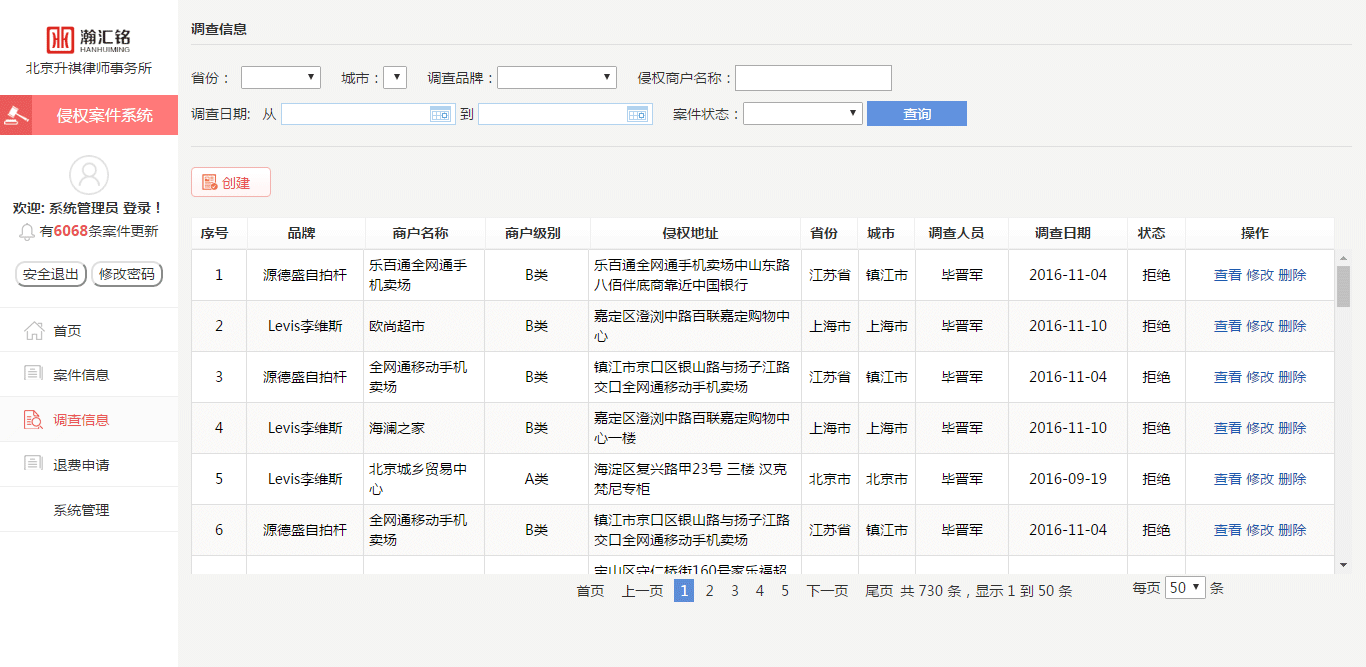 瀚汇铭
HANHUIMING
北京升祺律师事务所
侵权案件系统
欢迎: 系统管理员 登录！
有6068条案件更新
安全退出 修改密码
首页
案件信息
调查信息
退费申请
系统管理
调查信息
省份： 城市： 调查品牌： 侵权商户名称：
调查日期: 从 到 案件状态： 查询
创建
序号 品牌 商户名称 商户级别 侵权地址 省份 城市 调查人员 调查日期 状态 操作
1 源德盛自拍杆 乐百通全网通手机卖场 B类 乐百通全网通手机卖场中山东路八佰伴底商靠近中国银行 江苏省 镇江市 毕晋军 2016-11-04 拒绝 查看 修改 删除
2 Levis李维斯 欧尚超市 B类 嘉定区澄浏中路百联嘉定购物中心 上海市 上海市 毕晋军 2016-11-10 拒绝 查看 修改 删除
3 源德盛自拍杆 全网通移动手机卖场 B类 镇江市京口区银山路与扬子江路交口全网通移动手机卖场 江苏省 镇江市 毕晋军 2016-11-04 拒绝 查看 修改 删除
4 Levis李维斯 海澜之家 B类 嘉定区澄浏中路百联嘉定购物中心一楼 上海市 上海市 毕晋军 2016-11-10 拒绝 查看 修改 删除
5 Levis李维斯 北京城乡贸易中心 A类 海淀区复兴路甲23号 三楼 汉克梵尼专柜 北京市 北京市 毕晋军 2016-09-19 拒绝 查看 修改 删除
6 源德盛自拍杆 全网通移动手机卖场 B类 镇江市京口区银山路与扬子江路交口全网通移动手机卖场 江苏省 镇江市 毕晋军 2016-11-04 拒绝 查看 修改 删除
宝山区守仁桥街160号家乐福超
首页 上一页 1 2 3 4 5 下一页 尾页 共 730 条，显示 1 到 50 条 每页 50 条